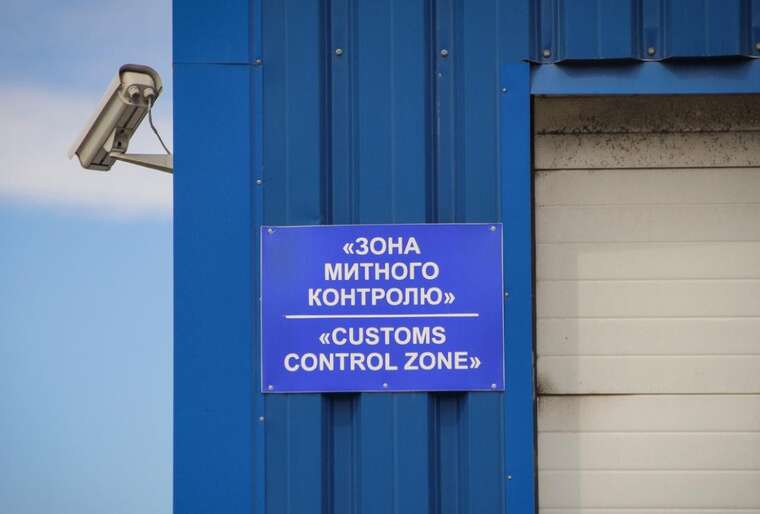 «ЗОНА
МИТНОГО
КОНТРОЛЮ»
«CUSTOMS
CONTROL ZONE»